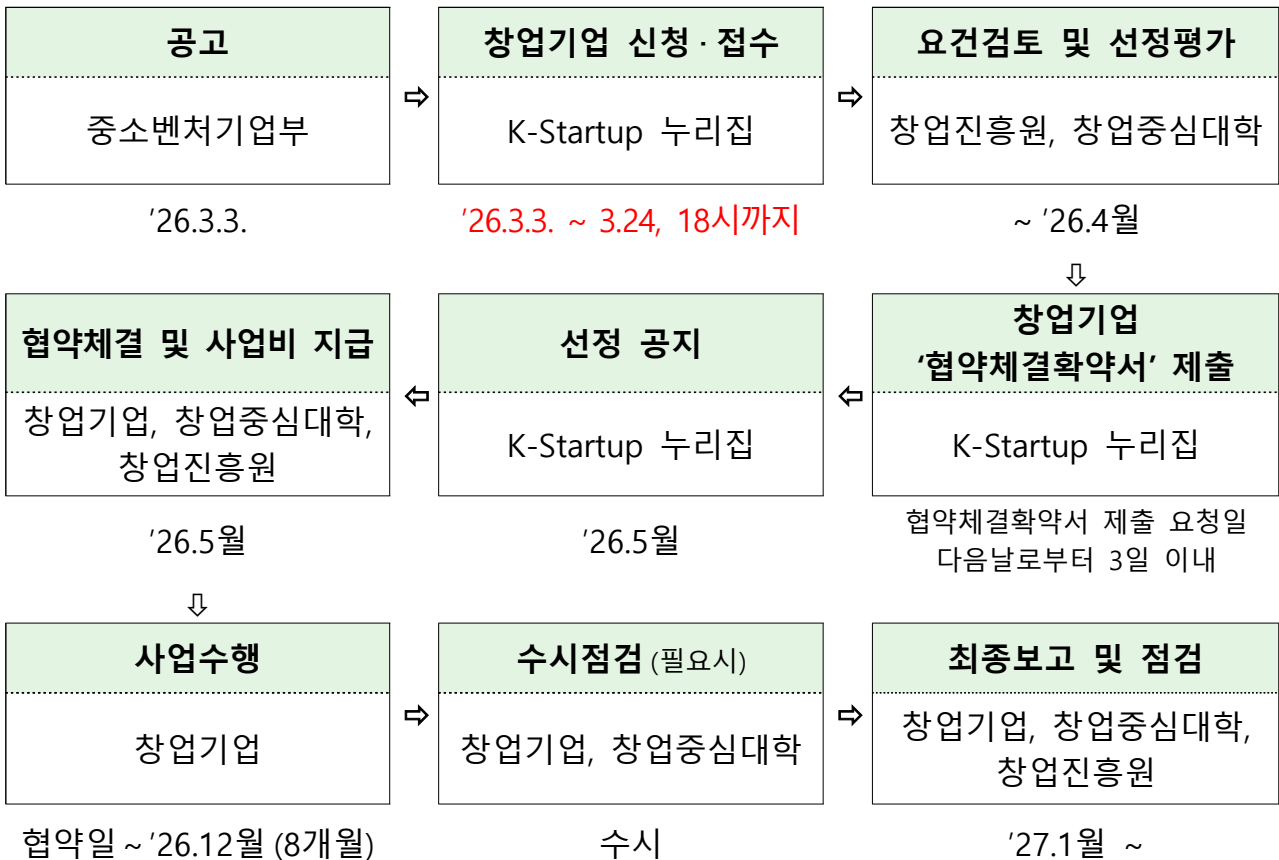 공고
중소벤처기업부
'26.3.3.
⇨
창업기업 신청·접수
K-Startup 누리집
'26.3.3. ~ 3.24, 18시까지
⇨
요건검토 및 선정평가
창업진흥원, 창업중심대학
~ '26.4월
⇩
창업기업
'협약체결확약서' 제출
K-Startup 누리집
협약체결확약서 제출 요청일
다음날로부터 3일 이내
⇦
선정 공지
K-Startup 누리집
'26.5월
⇦
협약체결 및 사업비 지급
창업기업, 창업중심대학,
창업진흥원
'26.5월
⇩
사업수행
창업기업
협약일 ~ '26.12월 (8개월)
⇨
수시점검 (필요시)
창업기업, 창업중심대학
수시
⇨
최종보고 및 점검
창업기업, 창업중심대학,
창업진흥원
'27.1월 ~